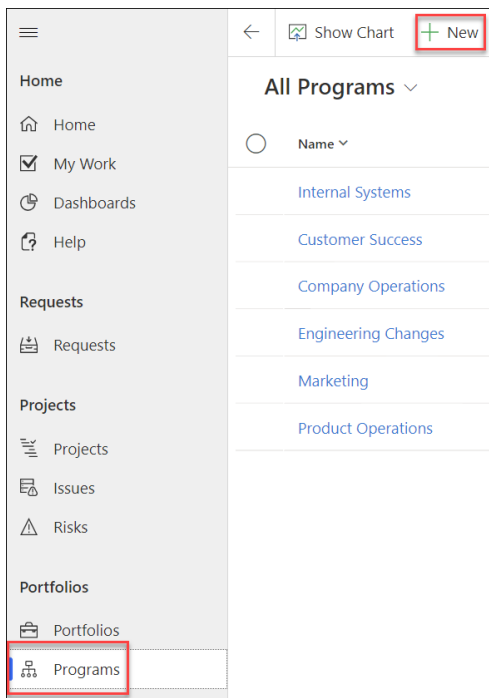 Home
Home
My Work
Dashboards
Help
Requests
Requests
Projects
Projects
Issues
Risks
Portfolios
Portfolios
Programs
Show Chart
New
All Programs
Name
Internal Systems
Customer Success
Company Operations
Engineering Changes
Marketing
Product Operations